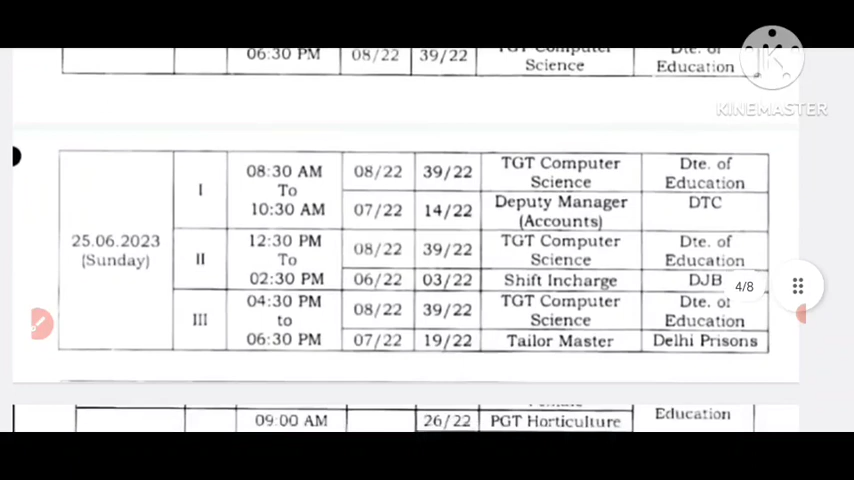 06:30 PM 08/22 39/22 TGT Computer Science Dte. of Education
KINEMASTER
25.06.2023 (Sunday)
I 08:30 AM To 10:30 AM
08/22 39/22 TGT Computer Science Dte. of Education
07/22 14/22 Deputy Manager (Accounts) DTC
II 12:30 PM To 02:30 PM
08/22 39/22 TGT Computer Science Dte. of Education
06/22 03/22 Shift Incharge DJB
4/8
III 04:30 PM to 06:30 PM
08/22 39/22 TGT Computer Science Dte. of Education
07/22 19/22 Tailor Master Delhi Prisons
09:00 AM 26/22 PGT Horticulture Education